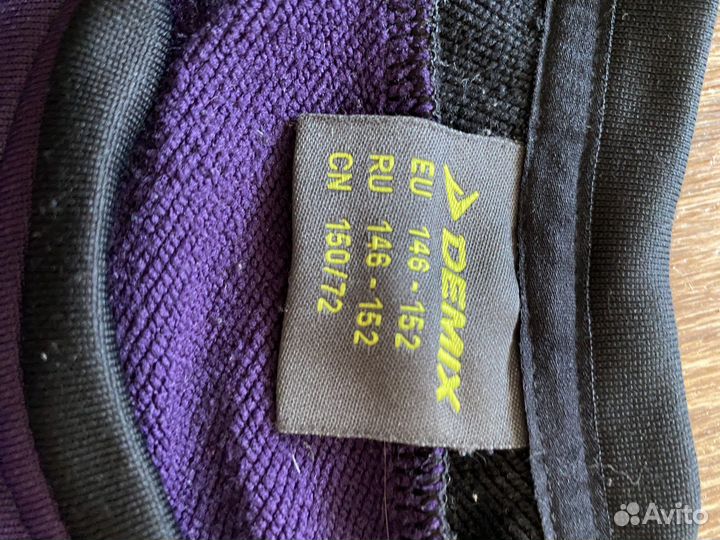 DEMIX
EU 146-152
RU 146-152
CN 150/72
Avito